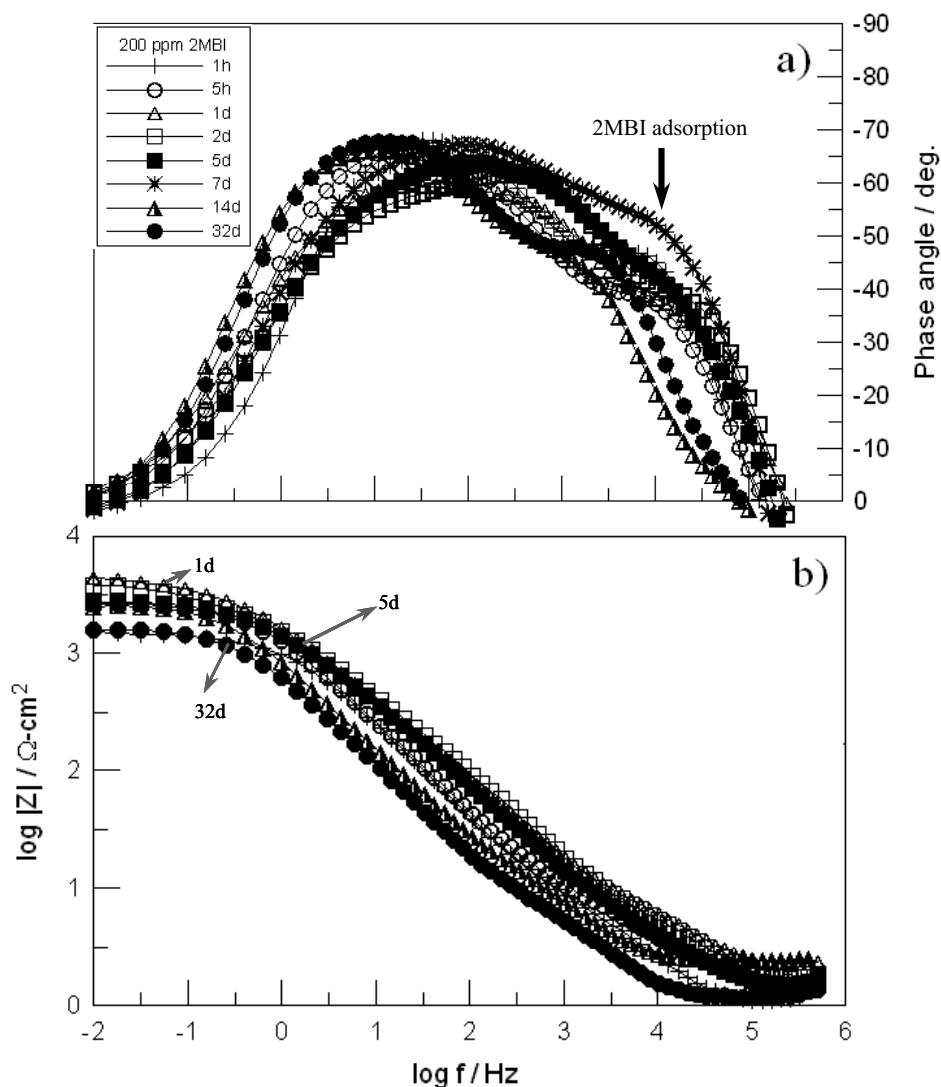 200 ppm 2MBI
1h
5h
1d
2d
5d
7d
14d
32d
a)
2MBI adsorption
-90
-80
-70
-60
-50
-40
-30
-20
-10
0
Phase angle / deg.
b)
1d
5d
32d
4
3
2
1
0
log |Z| / Ω-cm²
-2
-1
0
1
2
3
4
5
6
log f / Hz